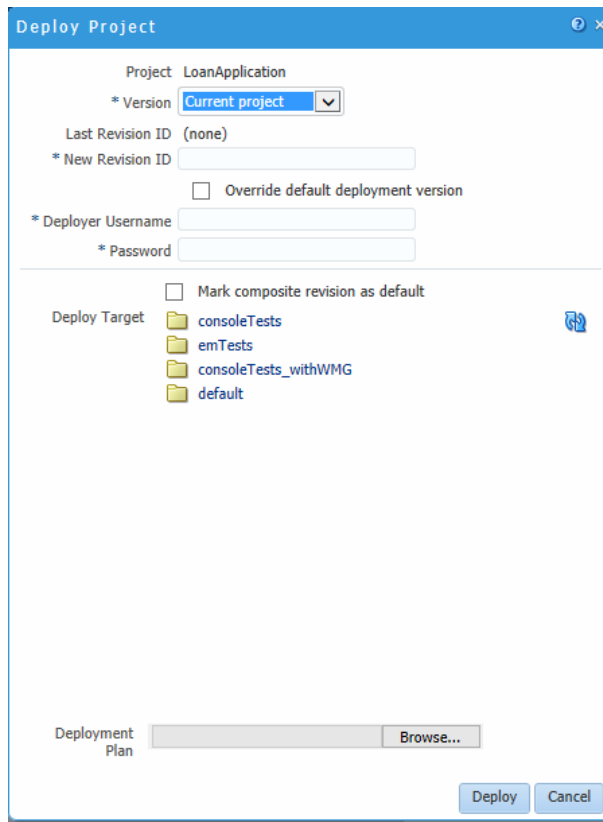 Deploy Project
Project LoanApplication
* Version Current project
Last Revision ID (none)
* New Revision ID
Override default deployment version
* Deployer Username
* Password
Mark composite revision as default
Deploy Target consoleTests
emTests
consoleTests_withWMG
default
Deployment
Plan
Browse...
Deploy Cancel